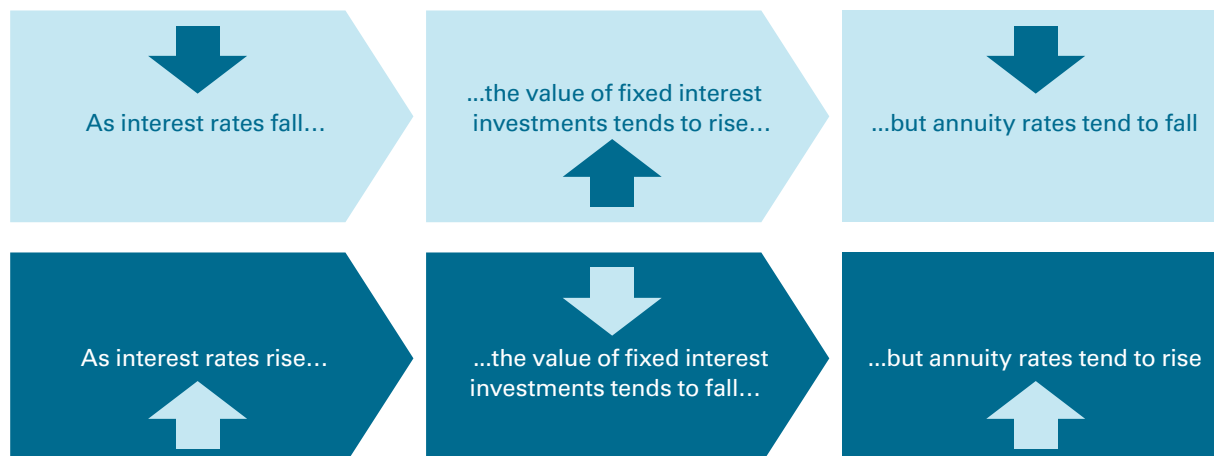 As interest rates fall…
...the value of fixed interest
investments tends to rise…
...but annuity rates tend to fall
As interest rates rise…
...the value of fixed interest
investments tends to fall…
...but annuity rates tend to rise